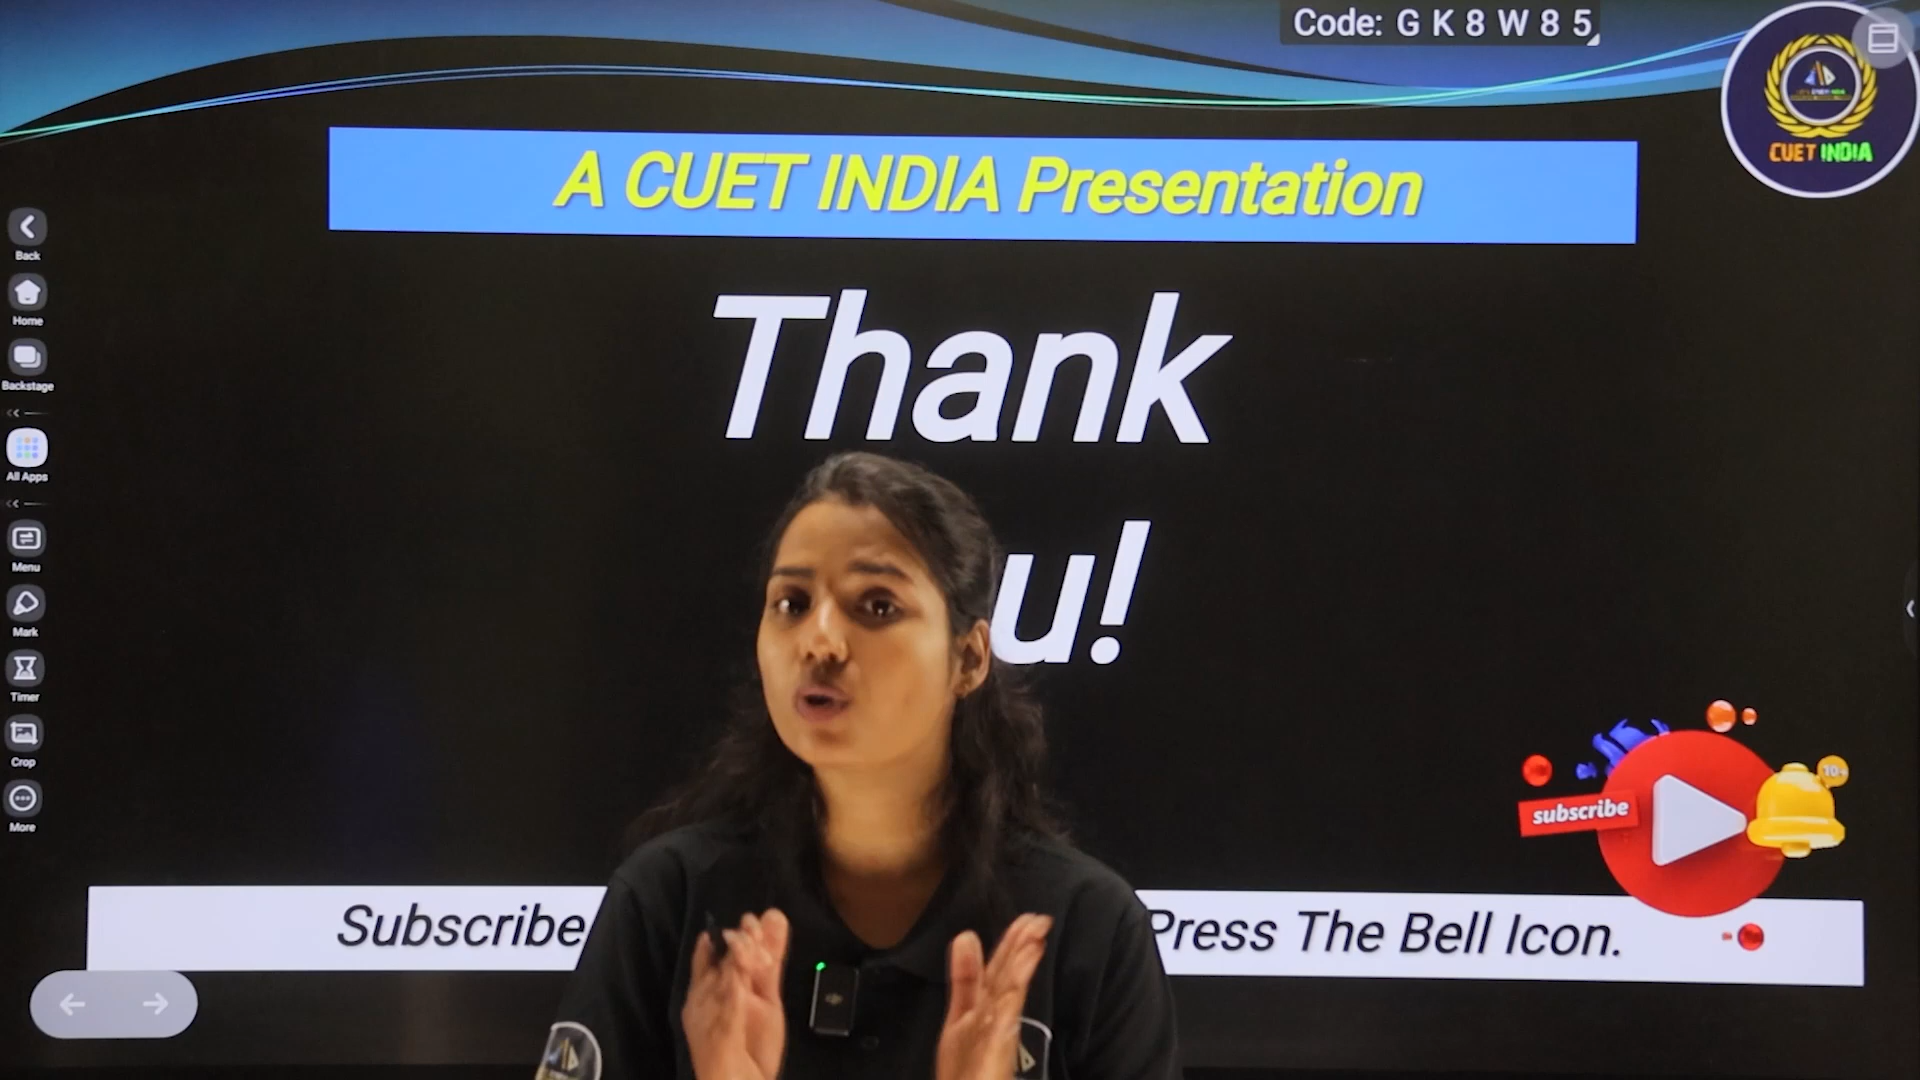 Code: G K 8 W 8 5
CUET INDIA
A CUET INDIA Presentation
Thank
u!
Back
Home
Backstage
All Apps
Menu
Mark
Timer
Crop
More
10+
subscribe
Subscribe Press The Bell Icon.